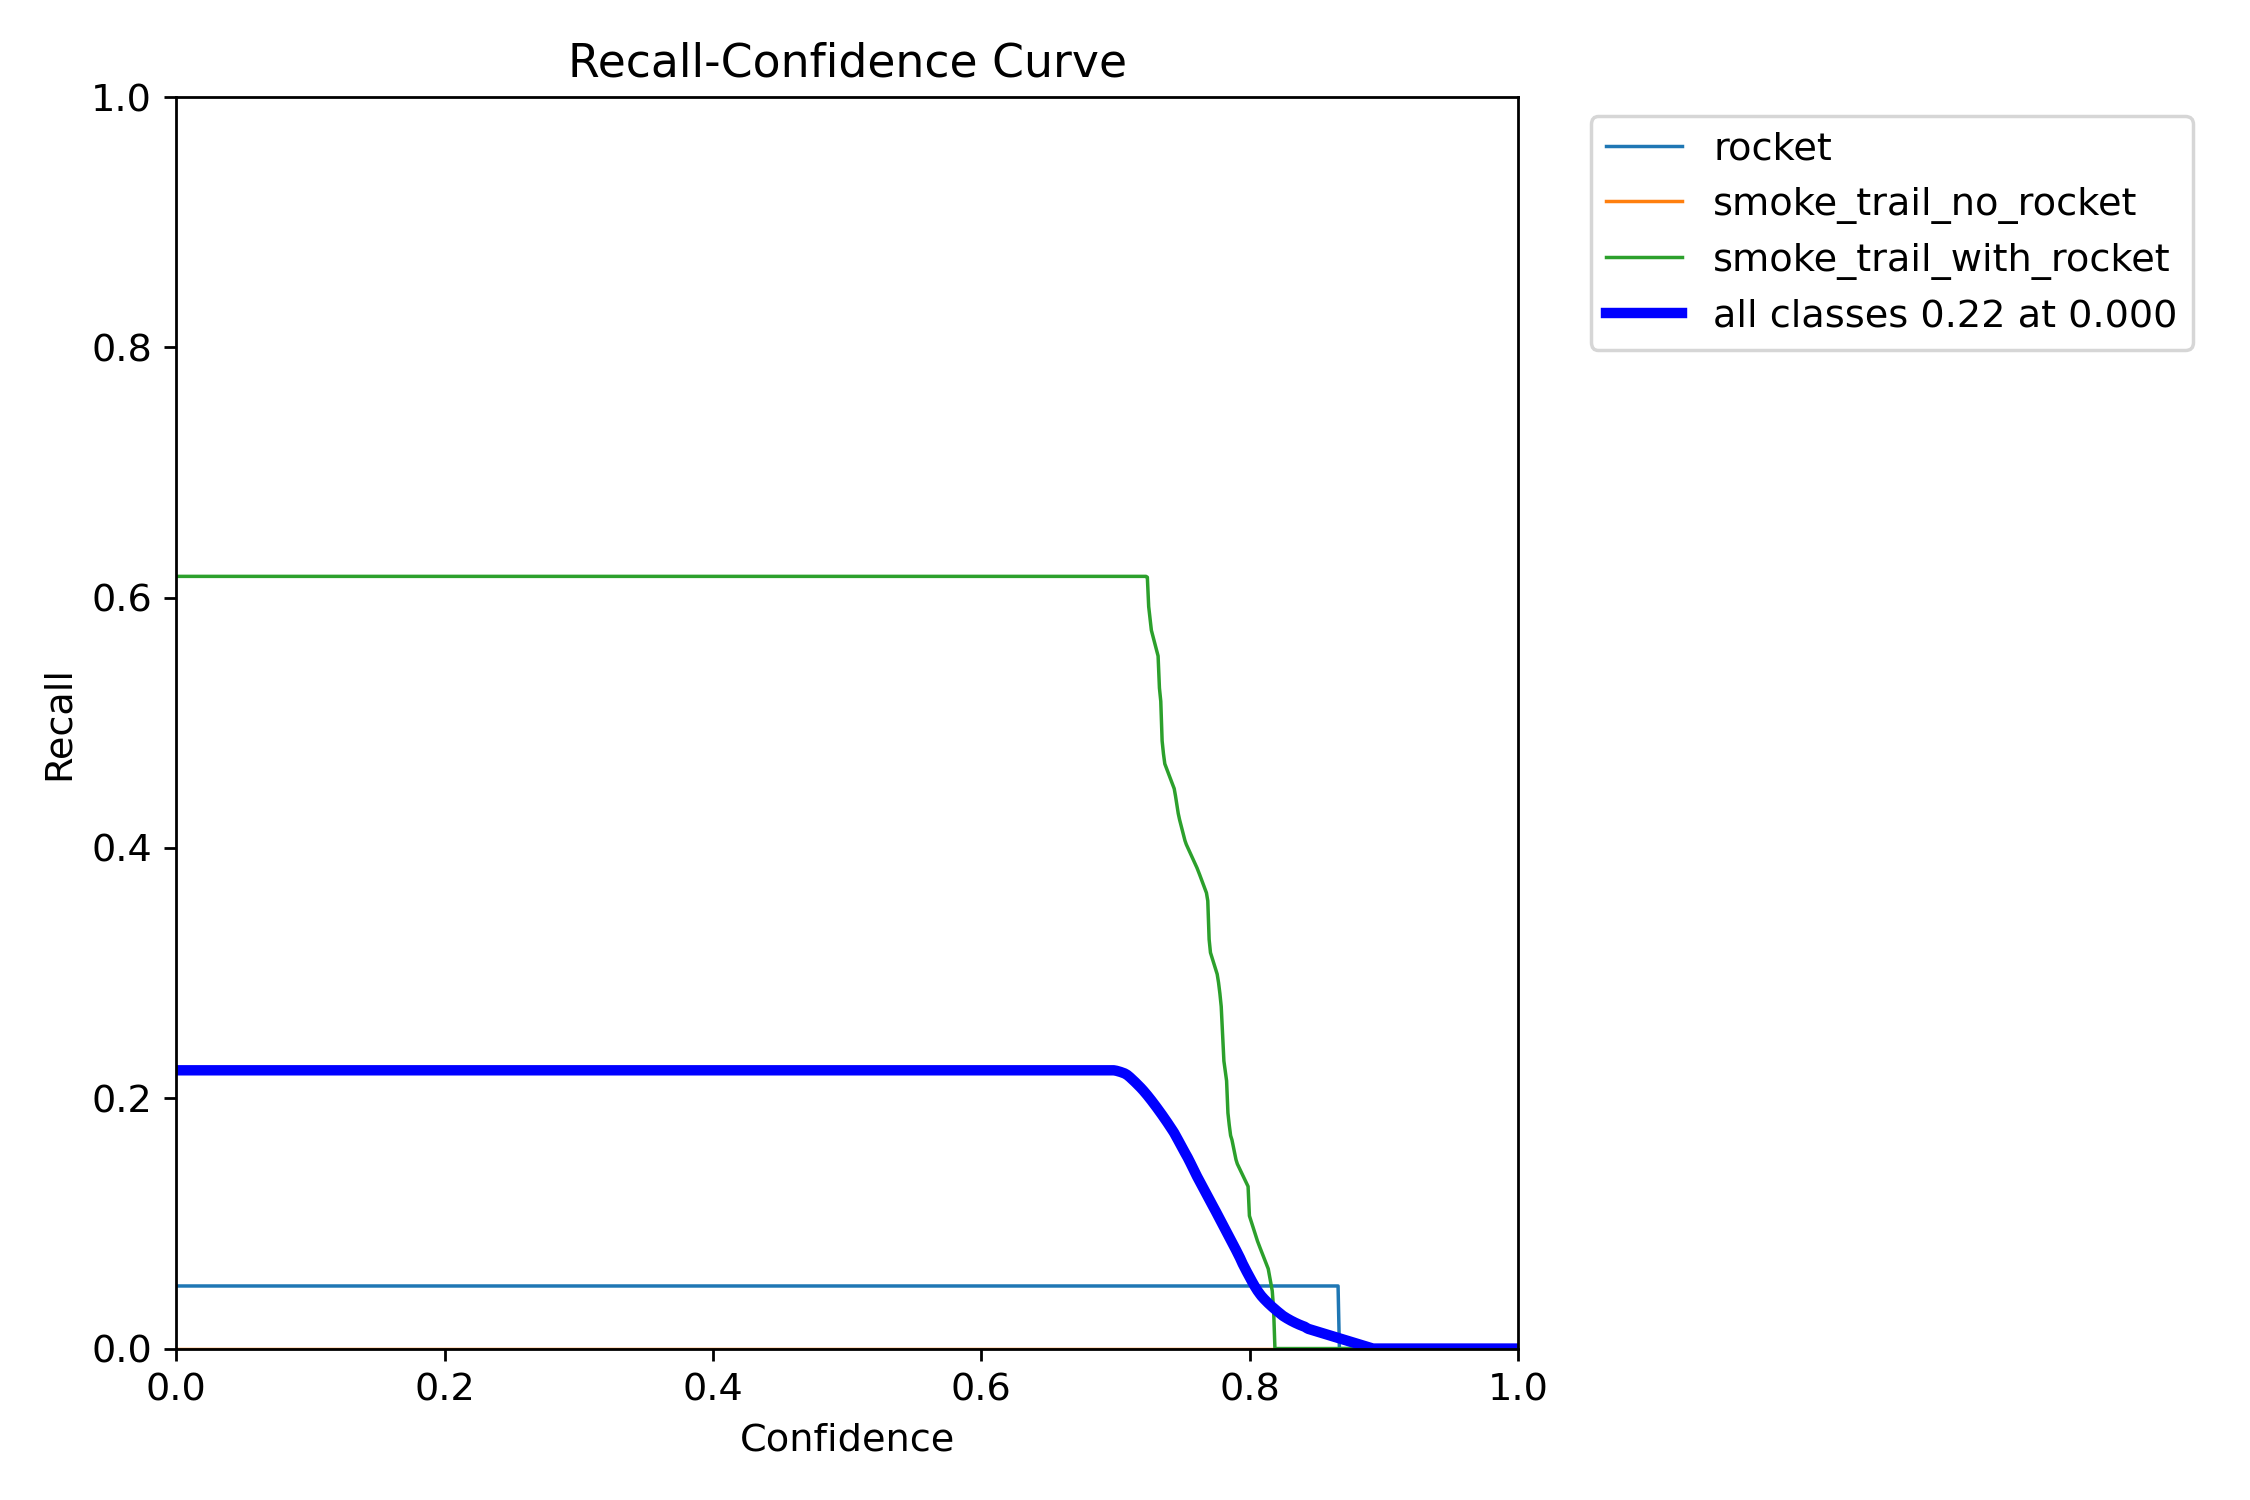 Recall-Confidence Curve
1.0
0.8
0.6
0.4
0.2
0.0
Recall
0.0 0.2 0.4 0.6 0.8 1.0
Confidence
rocket
smoke_trail_no_rocket
smoke_trail_with_rocket
all classes 0.22 at 0.000